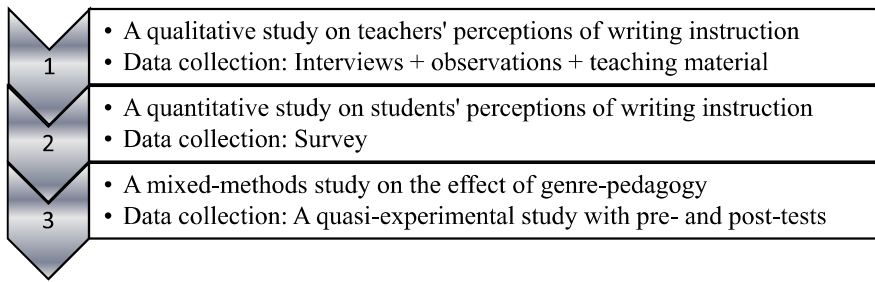 1
• A qualitative study on teachers' perceptions of writing instruction
• Data collection: Interviews + observations + teaching material
2
• A quantitative study on students' perceptions of writing instruction
• Data collection: Survey
3
• A mixed-methods study on the effect of genre-pedagogy
• Data collection: A quasi-experimental study with pre- and post-tests